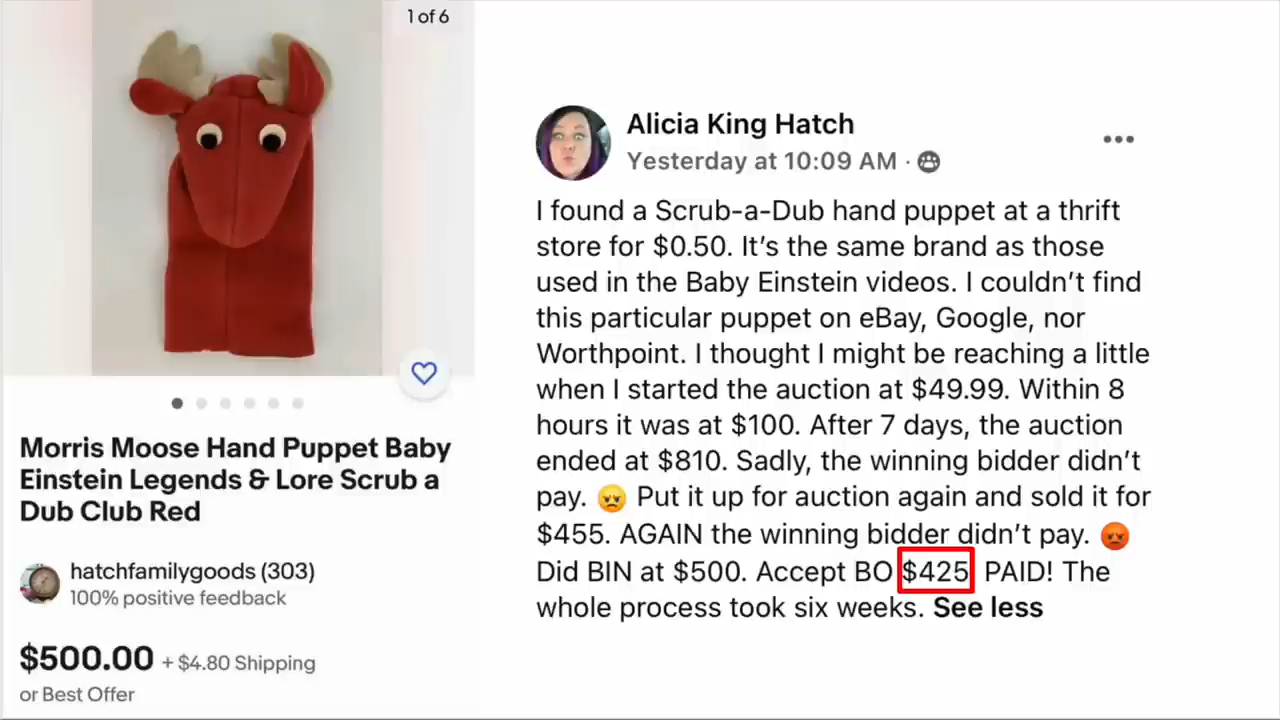 1 of 6
Morris Moose Hand Puppet Baby
Einstein Legends & Lore Scrub a
Dub Club Red
hatchfamilygoods (303)
100% positive feedback
$500.00 + $4.80 Shipping
or Best Offer
Alicia King Hatch
Yesterday at 10:09 AM ·
I found a Scrub-a-Dub hand puppet at a thrift
store for $0.50. It’s the same brand as those
used in the Baby Einstein videos. I couldn’t find
this particular puppet on eBay, Google, nor
Worthpoint. I thought I might be reaching a little
when I started the auction at $49.99. Within 8
hours it was at $100. After 7 days, the auction
ended at $810. Sadly, the winning bidder didn’t
pay. 😠 Put it up for auction again and sold it for
$455. AGAIN the winning bidder didn’t pay. 😡
Did BIN at $500. Accept BO $425 PAID! The
whole process took six weeks. See less